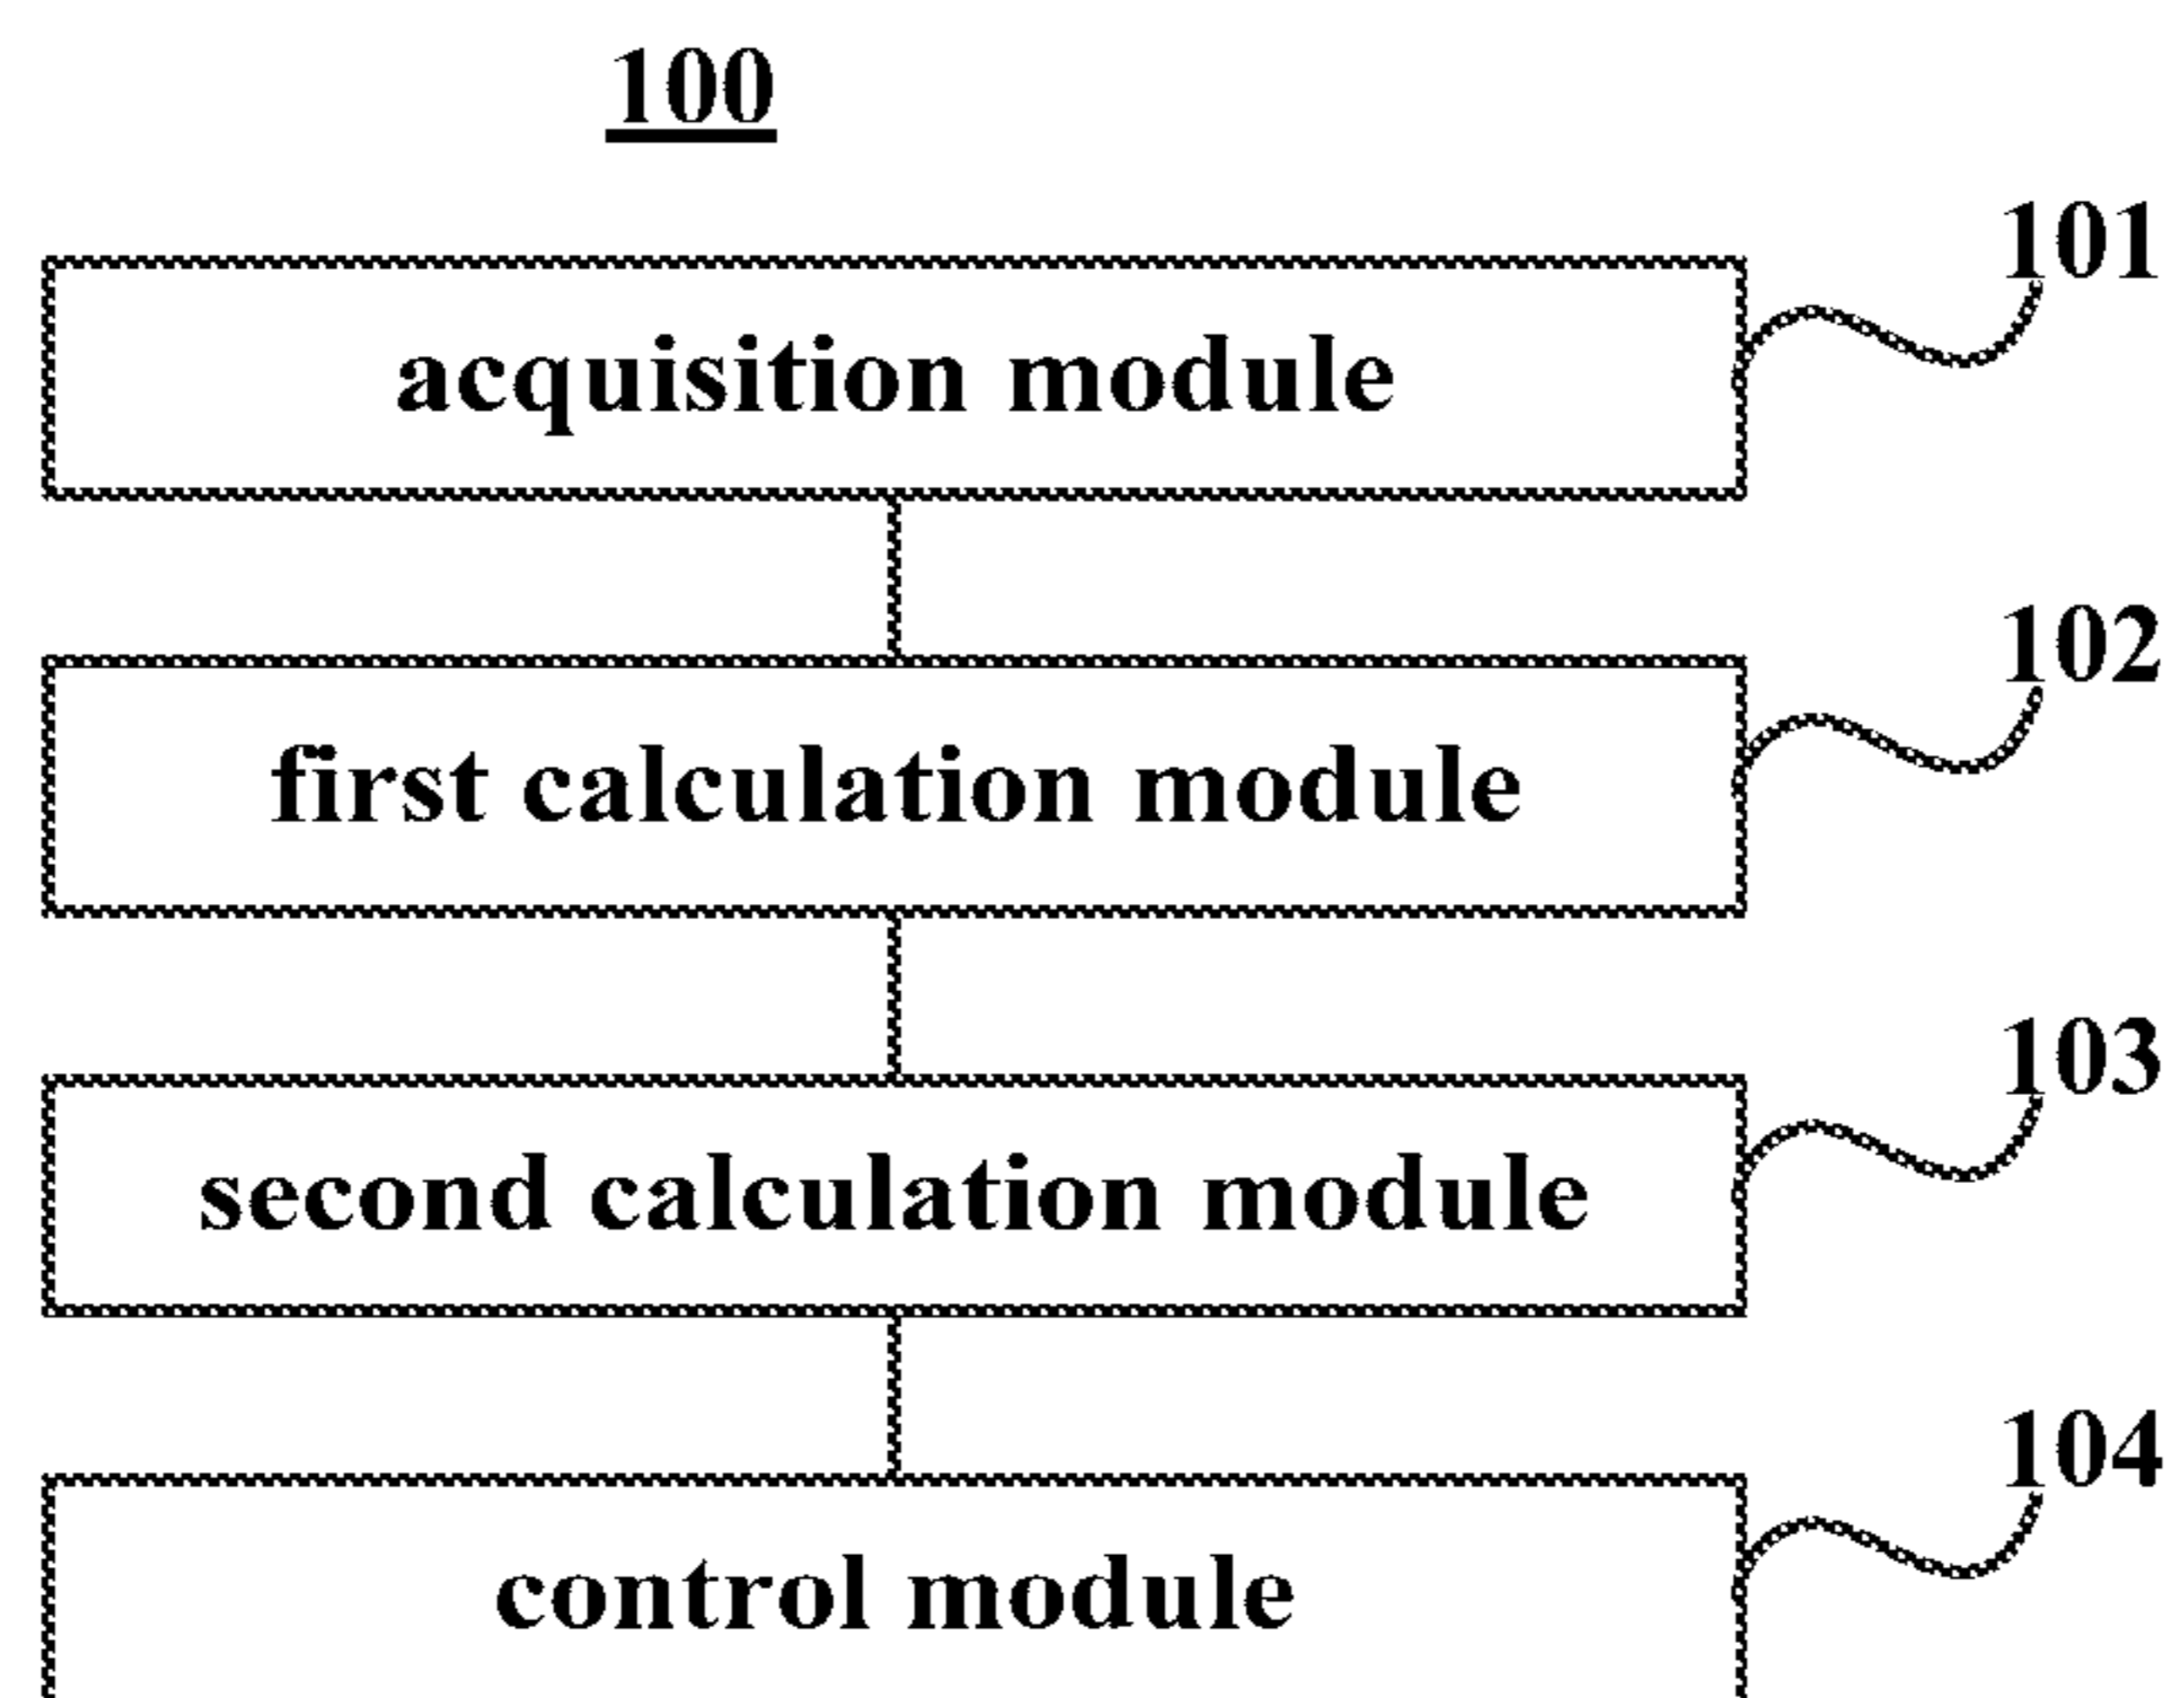 100
101
acquisition module
102
first calculation module
103
second calculation module
104
control module